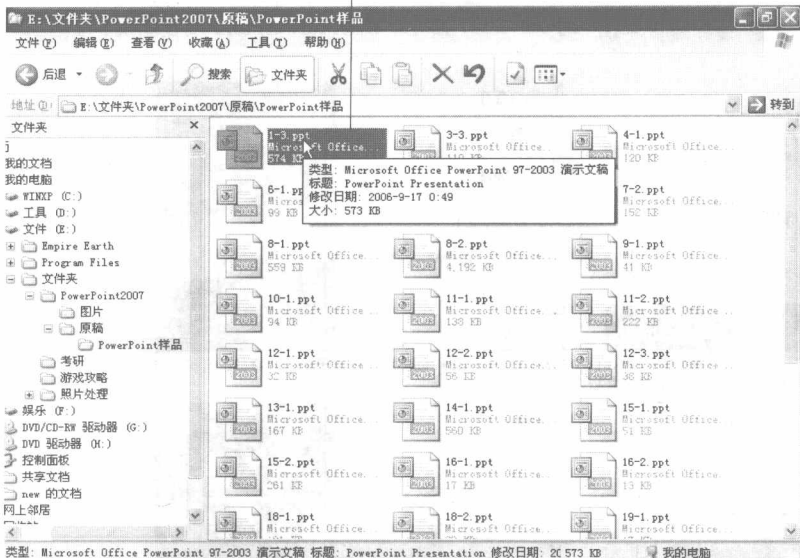 E:\文件夹\PowerPoint2007\原稿\PowerPoint样品
文件(F) 编辑(E) 查看(V) 收藏(A) 工具(T) 帮助(H)
后退 搜索 文件夹
地址(D) E:\文件夹\PowerPoint2007\原稿\PowerPoint样品 转到
文件夹
我的文档
我的电脑
WINXP (C:)
工具 (D:)
文件 (E:)
Empire Earth
Program Files
文件夹
PowerPoint2007
图片
原稿
PowerPoint样品
考研
游戏攻略
照片处理
娱乐 (F:)
DVD/CD-RW 驱动器 (G:)
DVD 驱动器 (H:)
控制面板
共享文档
new 的文档
网上邻居
1-3.ppt
Microsoft Office
574 KB
3-3.ppt
Microsoft Office...
4-1.ppt
Microsoft Office...
120 KB
类型: Microsoft Office PowerPoint 97-2003 演示文稿
标题: PowerPoint Presentation
修改日期: 2006-9-17 0:49
大小: 573 KB
99 KB
7-2.ppt
152 KB
8-1.ppt
Microsoft Office...
559 KB
8-2.ppt
Microsoft Office...
4,192 KB
9-1.ppt
Microsoft Office...
41 KB
10-1.ppt
Microsoft Office...
94 KB
11-1.ppt
Microsoft Office...
138 KB
11-2.ppt
Microsoft Office...
222 KB
12-1.ppt
Microsoft Office...
32 KB
12-2.ppt
Microsoft Office...
56 KB
12-3.ppt
Microsoft Office...
38 KB
13-1.ppt
Microsoft Office...
167 KB
14-1.ppt
Microsoft Office...
560 KB
15-1.ppt
Microsoft Office...
51 KB
15-2.ppt
Microsoft Office...
261 KB
16-1.ppt
Microsoft Office...
17 KB
16-2.ppt
Microsoft Office...
13 KB
18-1.ppt
Microsoft Office...
18-2.ppt
Microsoft Office...
19-1.ppt
Microsoft Office...
类型: Microsoft Office PowerPoint 97-2003 演示文稿 标题: PowerPoint Presentation 修改日期: 20 573 KB 我的电脑